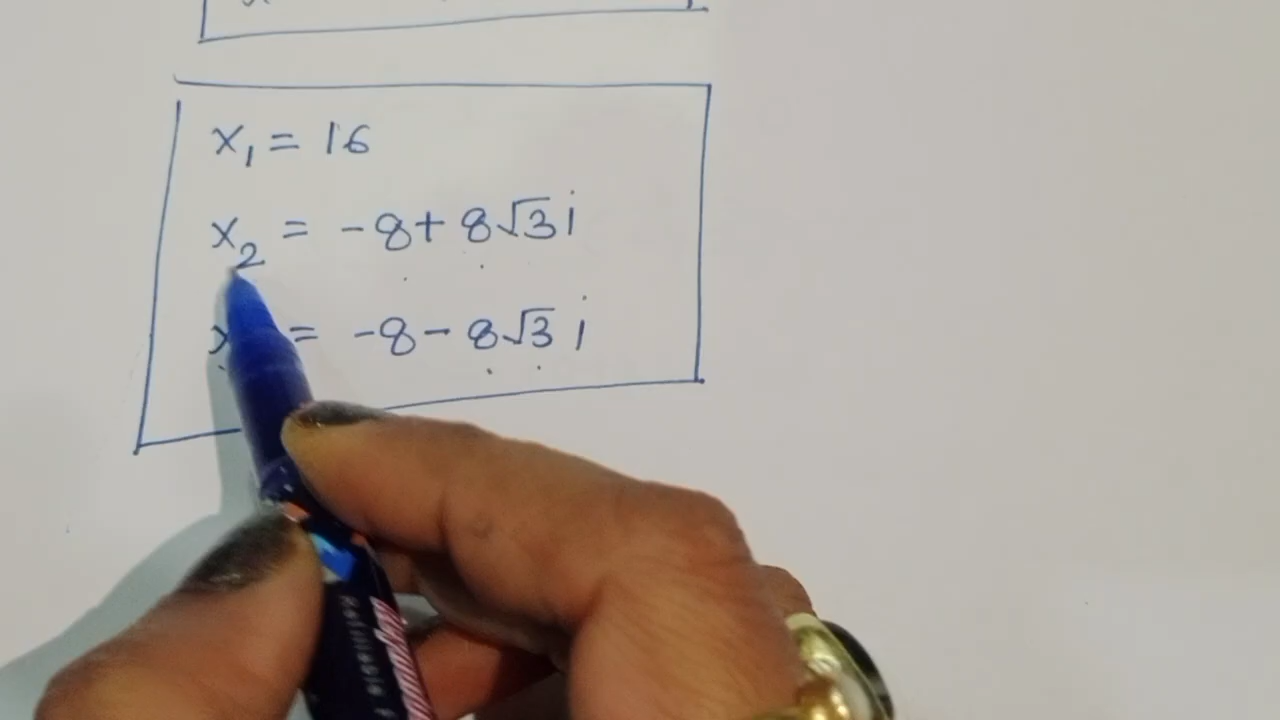 x₁ = 16
x₂ = -8 + 8√3 i
x = -8 - 8√3 i